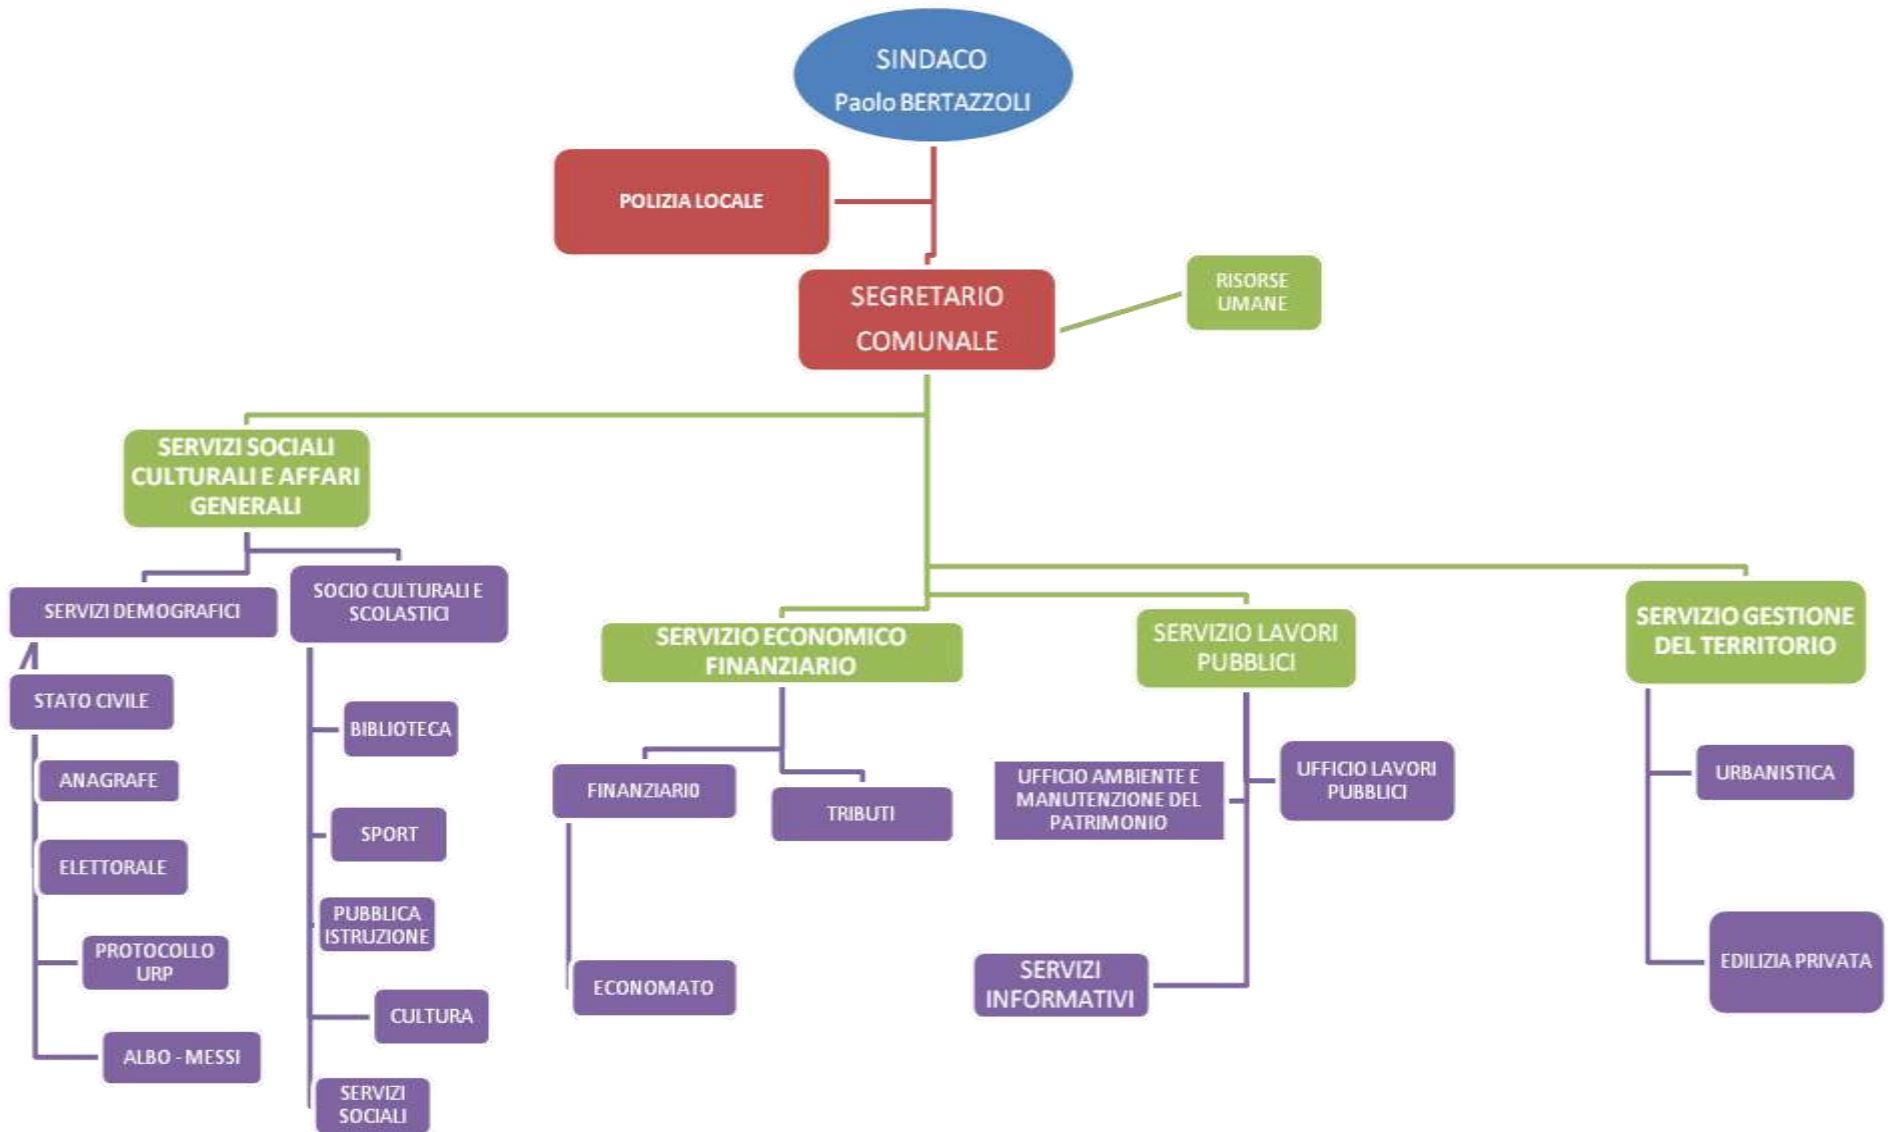 SINDACO
Paolo BERTAZZOLI
POLIZIA LOCALE
SEGRETARIO
COMUNALE
RISORSE
UMANE
SERVIZI SOCIALI
CULTURALI E AFFARI
GENERALI
SERVIZI DEMOGRAFICI
SOCIO CULTURALI E
SCOLASTICI
STATO CIVILE
ANAGRAFE
ELETTORALE
PROTOCOLLO
URP
ALBO - MESSI
BIBLIOTECA
SPORT
PUBBLICA
ISTRUZIONE
CULTURA
SERVIZI
SOCIALI
SERVIZIO ECONOMICO
FINANZIARIO
FINANZIARIO
TRIBUTI
ECONOMATO
SERVIZIO LAVORI
PUBBLICI
UFFICIO AMBIENTE E
MANUTENZIONE DEL
PATRIMONIO
UFFICIO LAVORI
PUBBLICI
SERVIZI
INFORMATIVI
SERVIZIO GESTIONE
DEL TERRITORIO
URBANISTICA
EDILIZIA PRIVATA